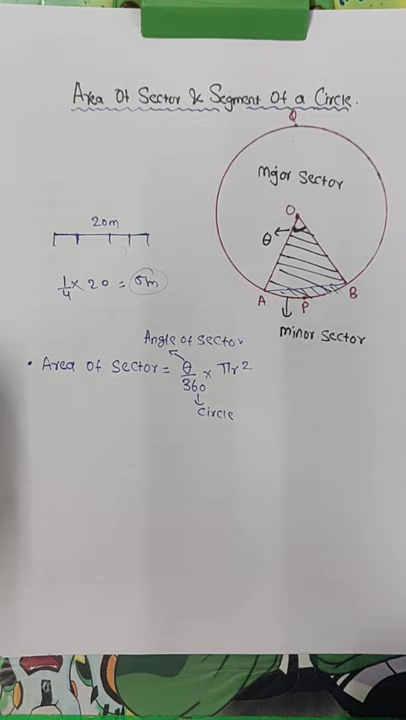 Area Of Sector & Segment Of a Circle.
Q
Major Sector
O
θ
A
P
B
minor Sector
20m
1/4 x 20 = 5m
Angle of Sector
• Area of Sector = θ/360 x πr²
Circle